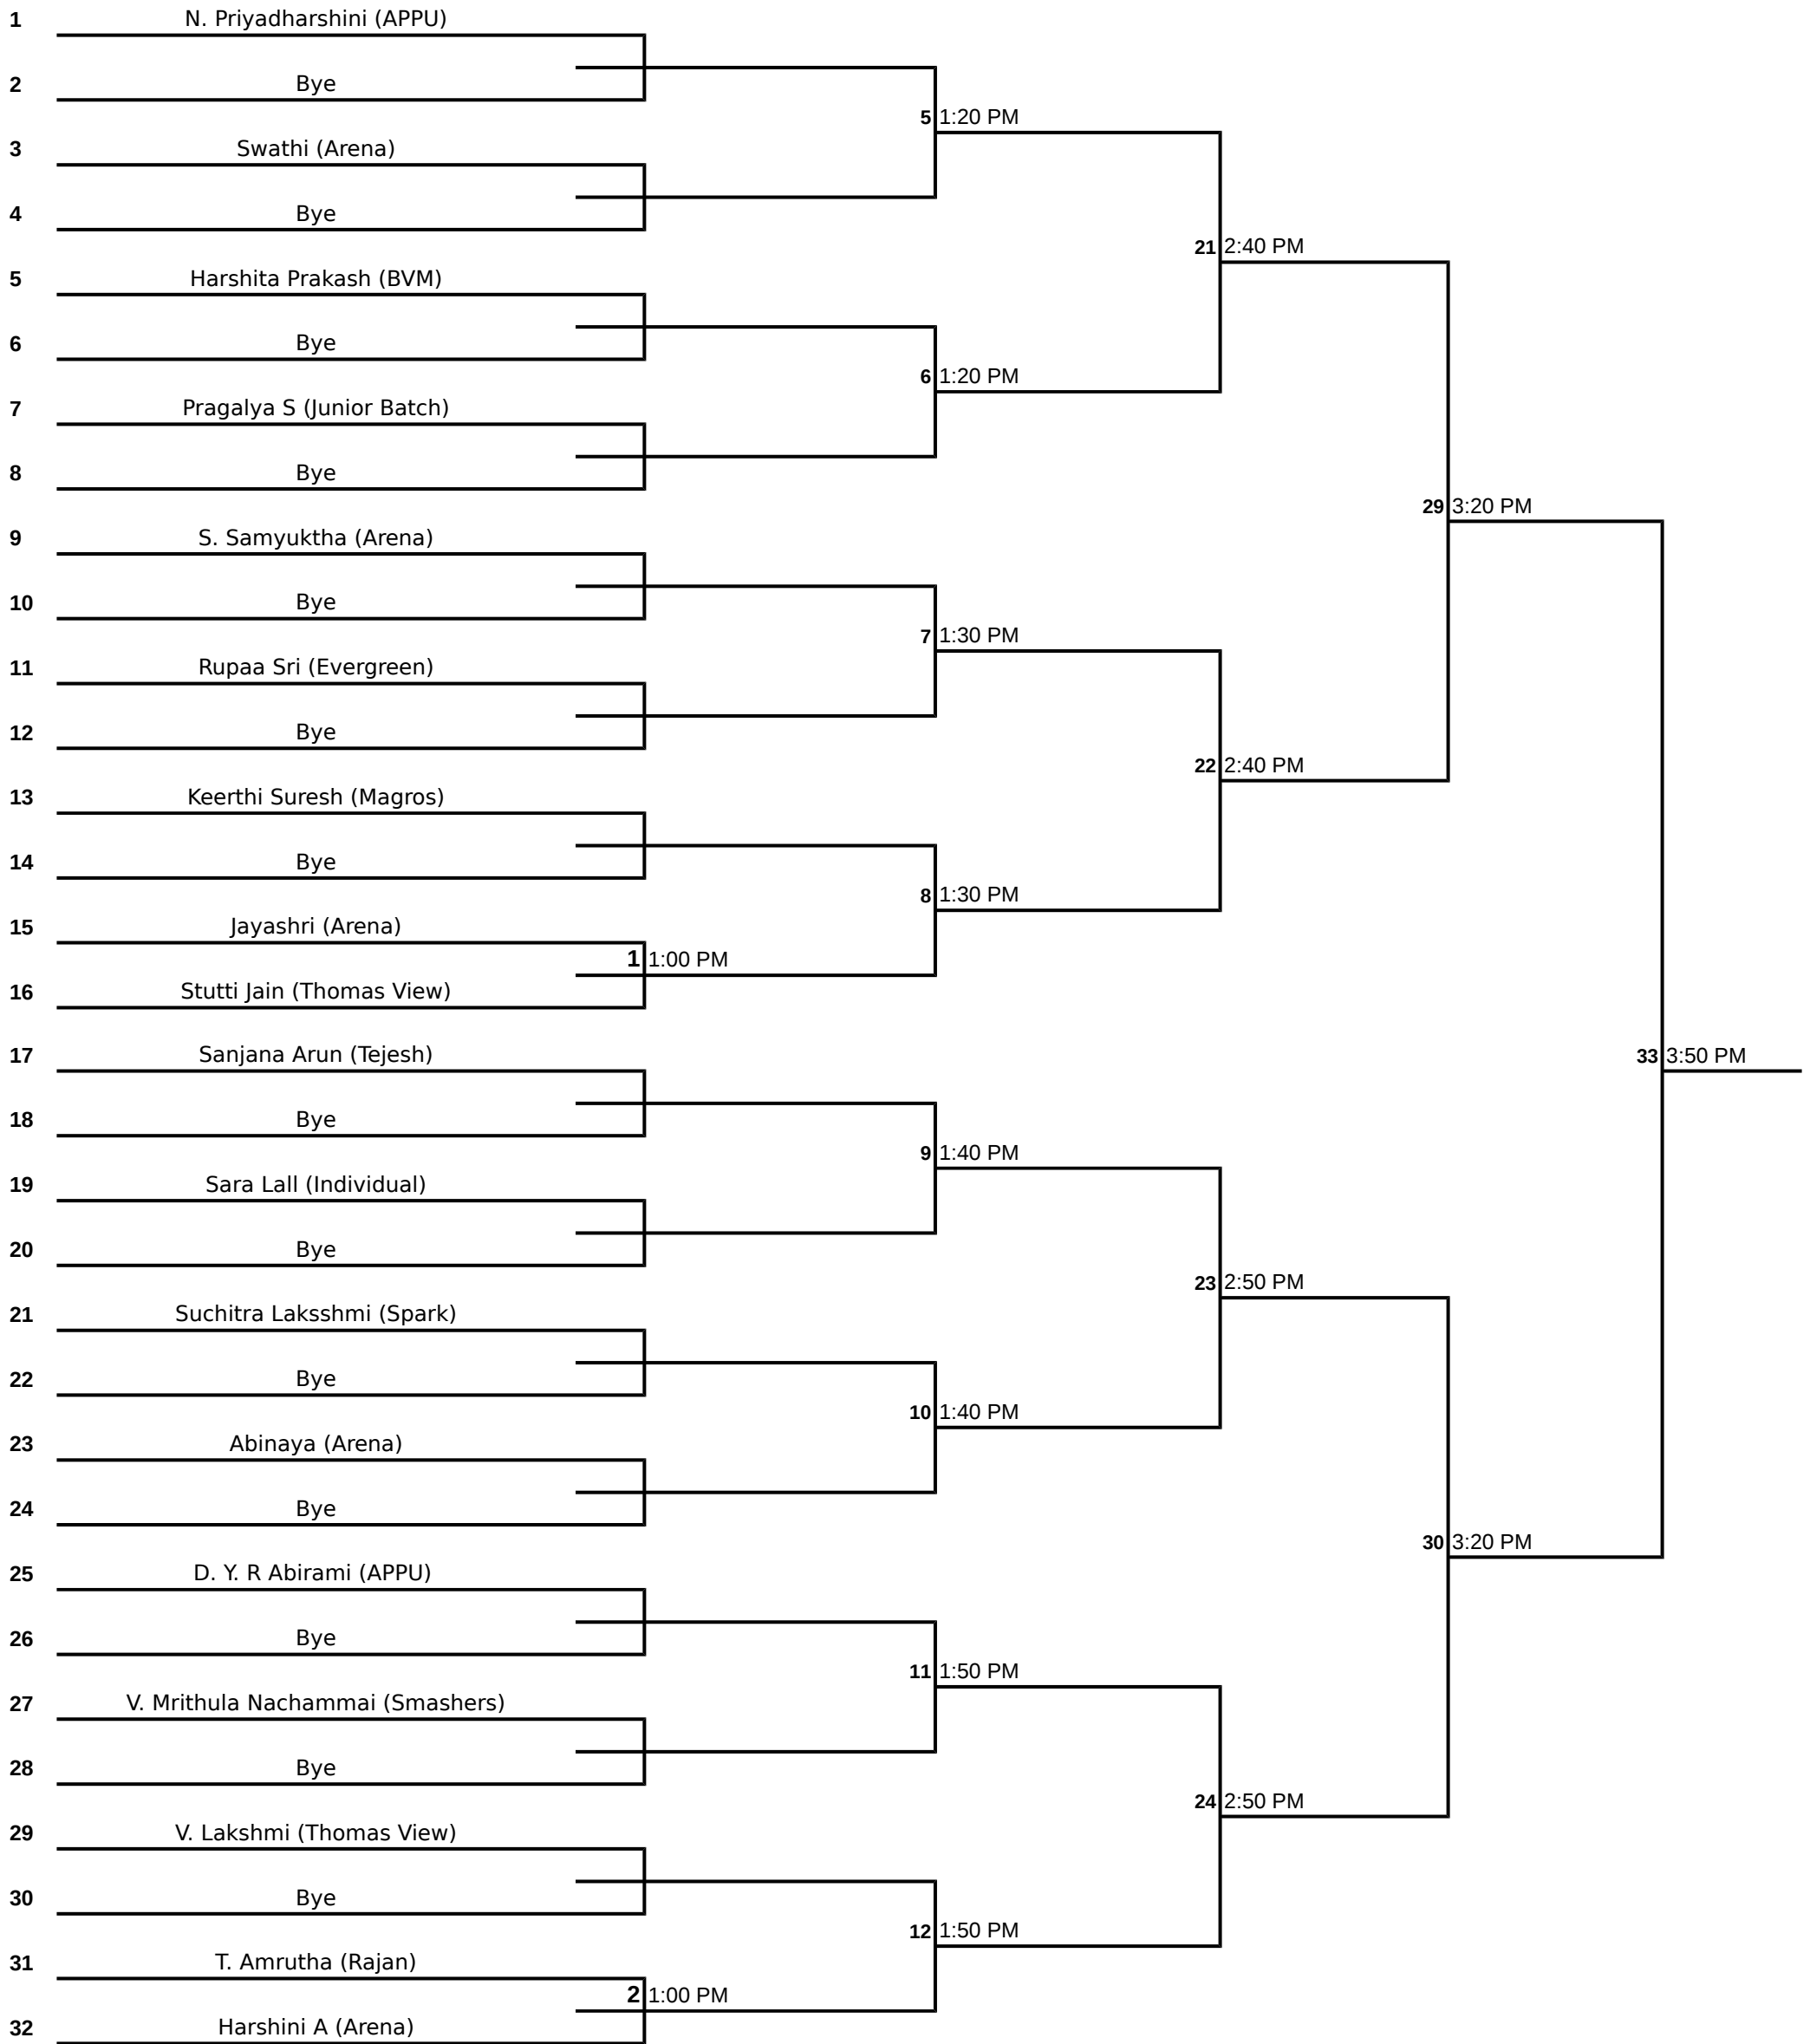 1 N. Priyadharshini (APPU)
2 Bye
5 1:20 PM
3 Swathi (Arena)
4 Bye
21 2:40 PM
5 Harshita Prakash (BVM)
6 Bye
6 1:20 PM
7 Pragalya S (Junior Batch)
8 Bye
29 3:20 PM
9 S. Samyuktha (Arena)
10 Bye
7 1:30 PM
11 Rupaa Sri (Evergreen)
12 Bye
22 2:40 PM
13 Keerthi Suresh (Magros)
14 Bye
8 1:30 PM
15 Jayashri (Arena)
1 1:00 PM
16 Stutti Jain (Thomas View)
17 Sanjana Arun (Tejesh)
33 3:50 PM
18 Bye
9 1:40 PM
19 Sara Lall (Individual)
20 Bye
23 2:50 PM
21 Suchitra Laksshmi (Spark)
22 Bye
10 1:40 PM
23 Abinaya (Arena)
24 Bye
30 3:20 PM
25 D. Y. R Abirami (APPU)
26 Bye
11 1:50 PM
27 V. Mrithula Nachammai (Smashers)
28 Bye
24 2:50 PM
29 V. Lakshmi (Thomas View)
30 Bye
12 1:50 PM
31 T. Amrutha (Rajan)
2 1:00 PM
32 Harshini A (Arena)